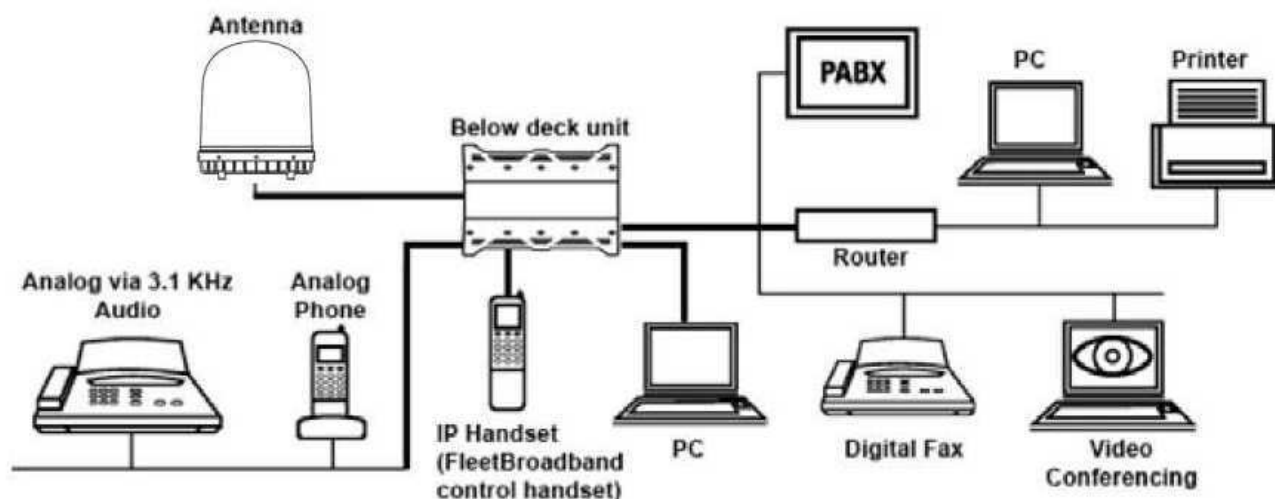 Antenna
Below deck unit
PABX
PC
Printer
Router
Analog via 3.1 KHz
Audio
Analog
Phone
IP Handset
(FleetBroadband
control handset)
PC
Digital Fax
Video
Conferencing